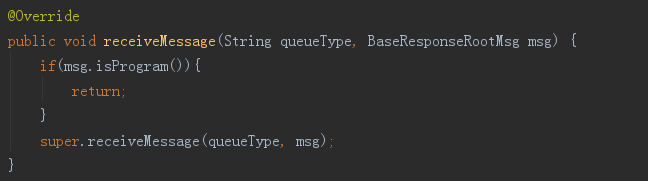 @Override
public void receiveMessage(String queueType, BaseResponseRootMsg msg) {
    if(msg.isProgram()){
        return;
    }
    super.receiveMessage(queueType, msg);
}